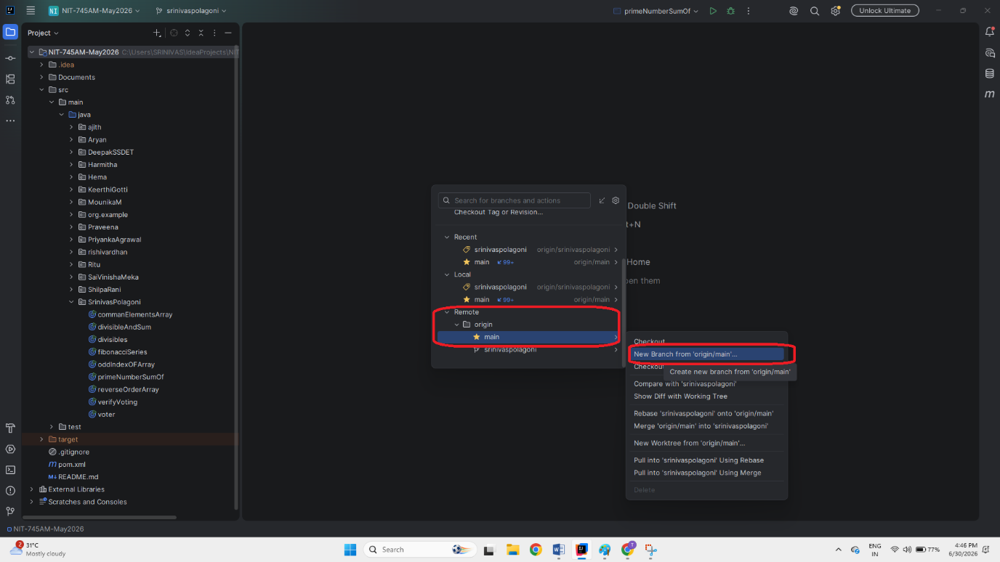 NI NIT-745AM-May2026
srinivaspolagoni
primeNumberSumOf
Unlock Ultimate
Project
NIT-745AM-May2026 C:\Users\SRINIVAS\IdeaProjects\NIT
.idea
Documents
src
main
java
ajith
Aryan
DeepakSSDET
Harmitha
Hema
KeerthiGotti
MounikaM
org.example
Praveena
PriyankaAgrawal
rishivardhan
Ritu
SaiVinishaMeka
ShilpaRani
SrinivasPolagoni
commanElementsArray
divisibleAndSum
divisibles
fibonacciSeries
oddIndexOfArray
primeNumberSumOf
reverseOrderArray
verifyVoting
voter
test
target
.gitignore
m pom.xml
M↓ README.md
External Libraries
Scratches and Consoles
NIT-745AM-May2026
Double Shift
+N
Home
pen them
Search for branches and actions
Checkout Tag or Revision...
Recent
srinivaspolagoni origin/srinivaspolagoni
main 99+ origin/main
Local
srinivaspolagoni origin/srinivaspolagoni
main 99+ origin/main
Remote
origin
main
srinivaspolagoni
Checkout
New Branch from 'origin/main'...
Checkout
Create new branch from 'origin/main'
Compare with 'srinivaspolagoni'
Show Diff with Working Tree
Rebase 'srinivaspolagoni' onto 'origin/main'
Merge 'origin/main' into 'srinivaspolagoni'
New Worktree from 'origin/main'...
Pull into 'srinivaspolagoni' Using Rebase
Pull into 'srinivaspolagoni' Using Merge
Delete
m
2
31°C
Mostly cloudy
Search
T
ENG
IN
77%
4:46 PM
6/30/2026